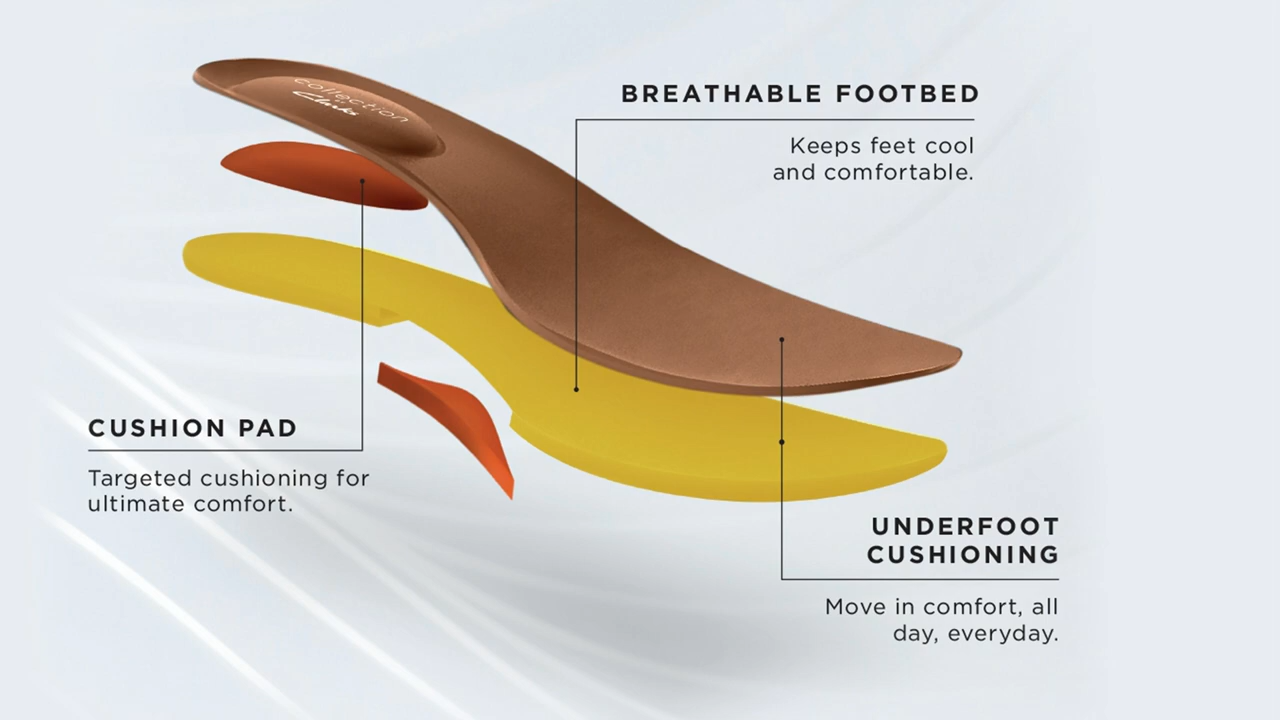 collection
Clarks
BREATHABLE FOOTBED
Keeps feet cool
and comfortable.
CUSHION PAD
Targeted cushioning for
ultimate comfort.
UNDERFOOT
CUSHIONING
Move in comfort, all
day, everyday.